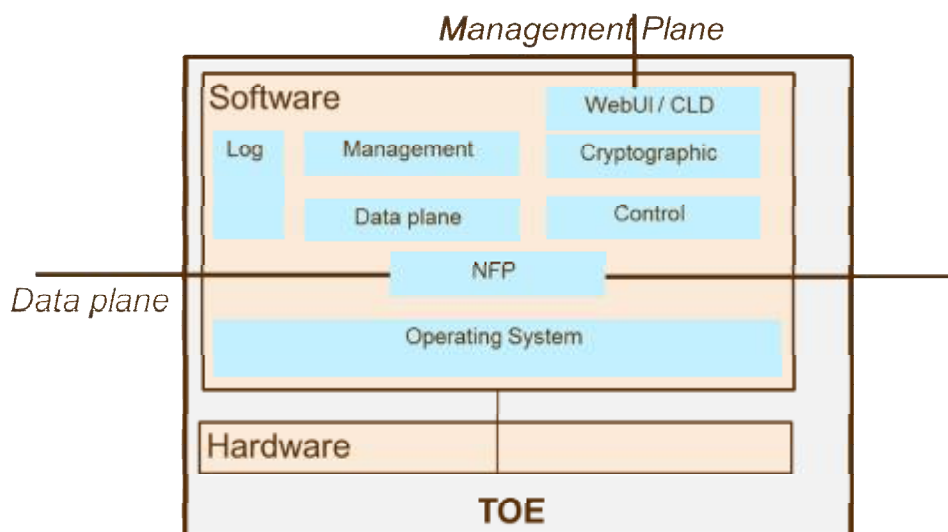 Management Plane
Software
WebUI / CLD
Log
Management
Cryptographic
Data plane
Control
NFP
Data plane
Operating System
Hardware
TOE